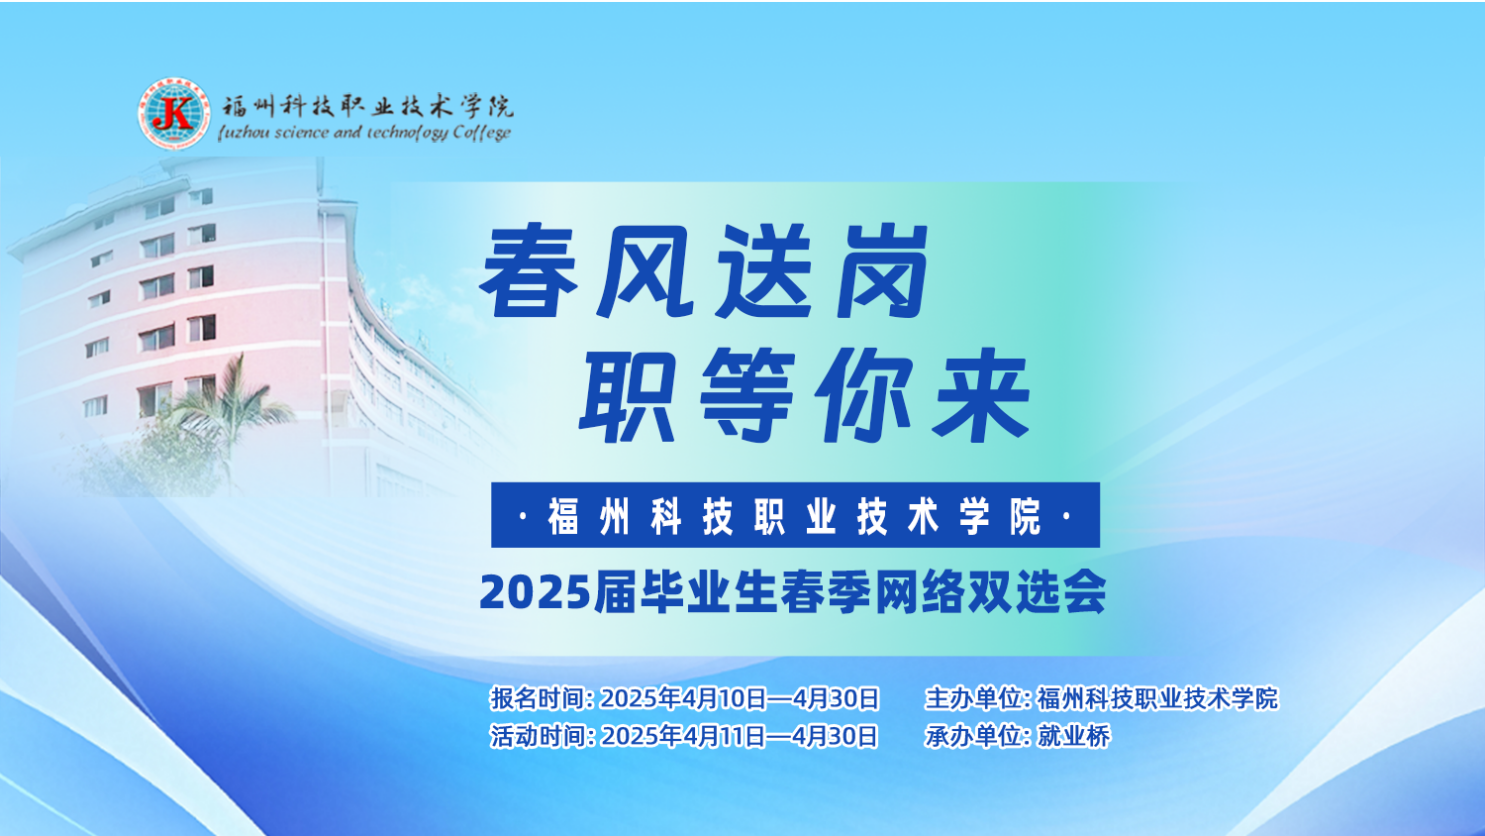 福州科技职业技术学院
fuzhou science and technology College
春风送岗
职等你来
·福州科技职业技术学院·
2025届毕业生春季网络双选会
报名时间：2025年4月10日—4月30日 主办单位：福州科技职业技术学院
活动时间：2025年4月11日—4月30日 承办单位：就业桥